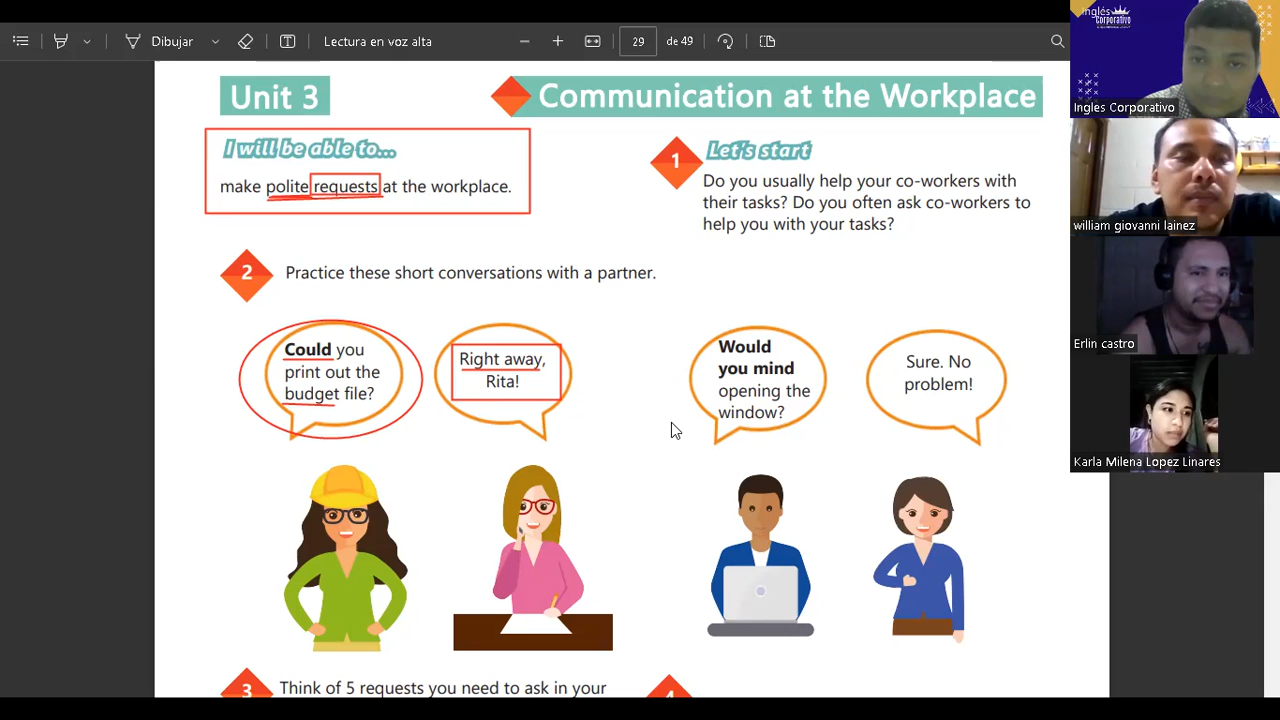 Dibujar
Lectura en voz alta
29
de 49
Inglés
Corporativo
Ingles Corporativo
william giovanni lainez
Erlin castro
Karla Milena Lopez Linares
Unit 3
Communication at the Workplace
I will be able to...
make polite requests at the workplace.
1
Let's start
Do you usually help your co-workers with
their tasks? Do you often ask co-workers to
help you with your tasks?
2
Practice these short conversations with a partner.
Could you
print out the
budget file?
Right away,
Rita!
Would
you mind
opening the
window?
Sure. No
problem!
3
Think of 5 requests you need to ask in your
4